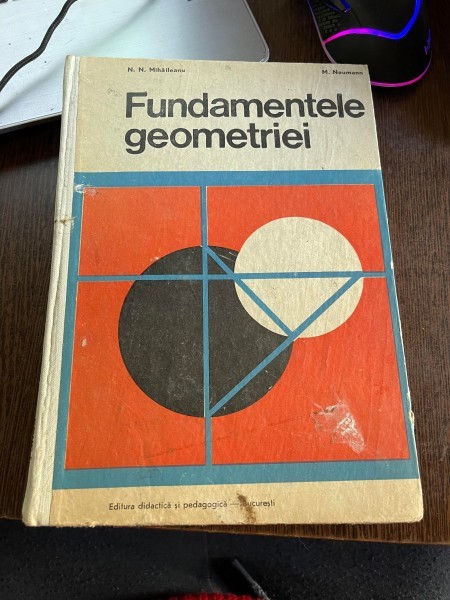 N. N. Mihăileanu M. Neumann
Fundamentele
geometriei
Editura didactică și pedagogică — București